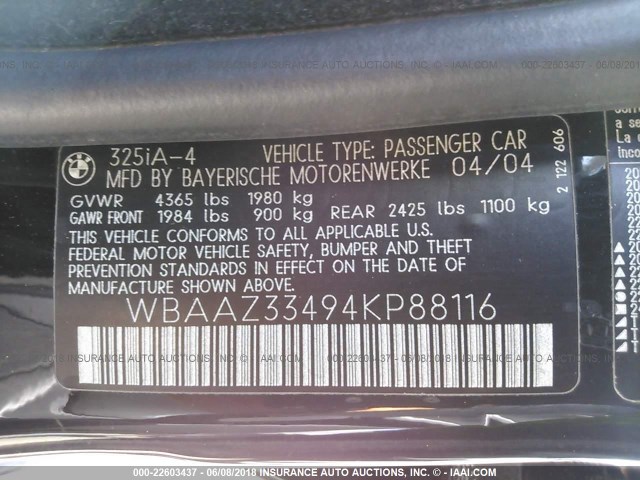 BMW
325iA-4 VEHICLE TYPE: PASSENGER CAR
MFD BY BAYERISCHE MOTORENWERKE 04/04
GVWR 4365 lbs 1980 kg
GAWR FRONT 1984 lbs 900 kg REAR 2425 lbs 1100 kg
THIS VEHICLE CONFORMS TO ALL APPLICABLE U.S.
FEDERAL MOTOR VEHICLE SAFETY, BUMPER AND THEFT
PREVENTION STANDARDS IN EFFECT ON THE DATE OF
MANUFACTURE SHOWN ABOVE.
WBAAZ33494KP88116
2 122 606
000-22603437 - 06/08/2018 INSURANCE AUTO AUCTIONS, INC. © - IAAI.COM